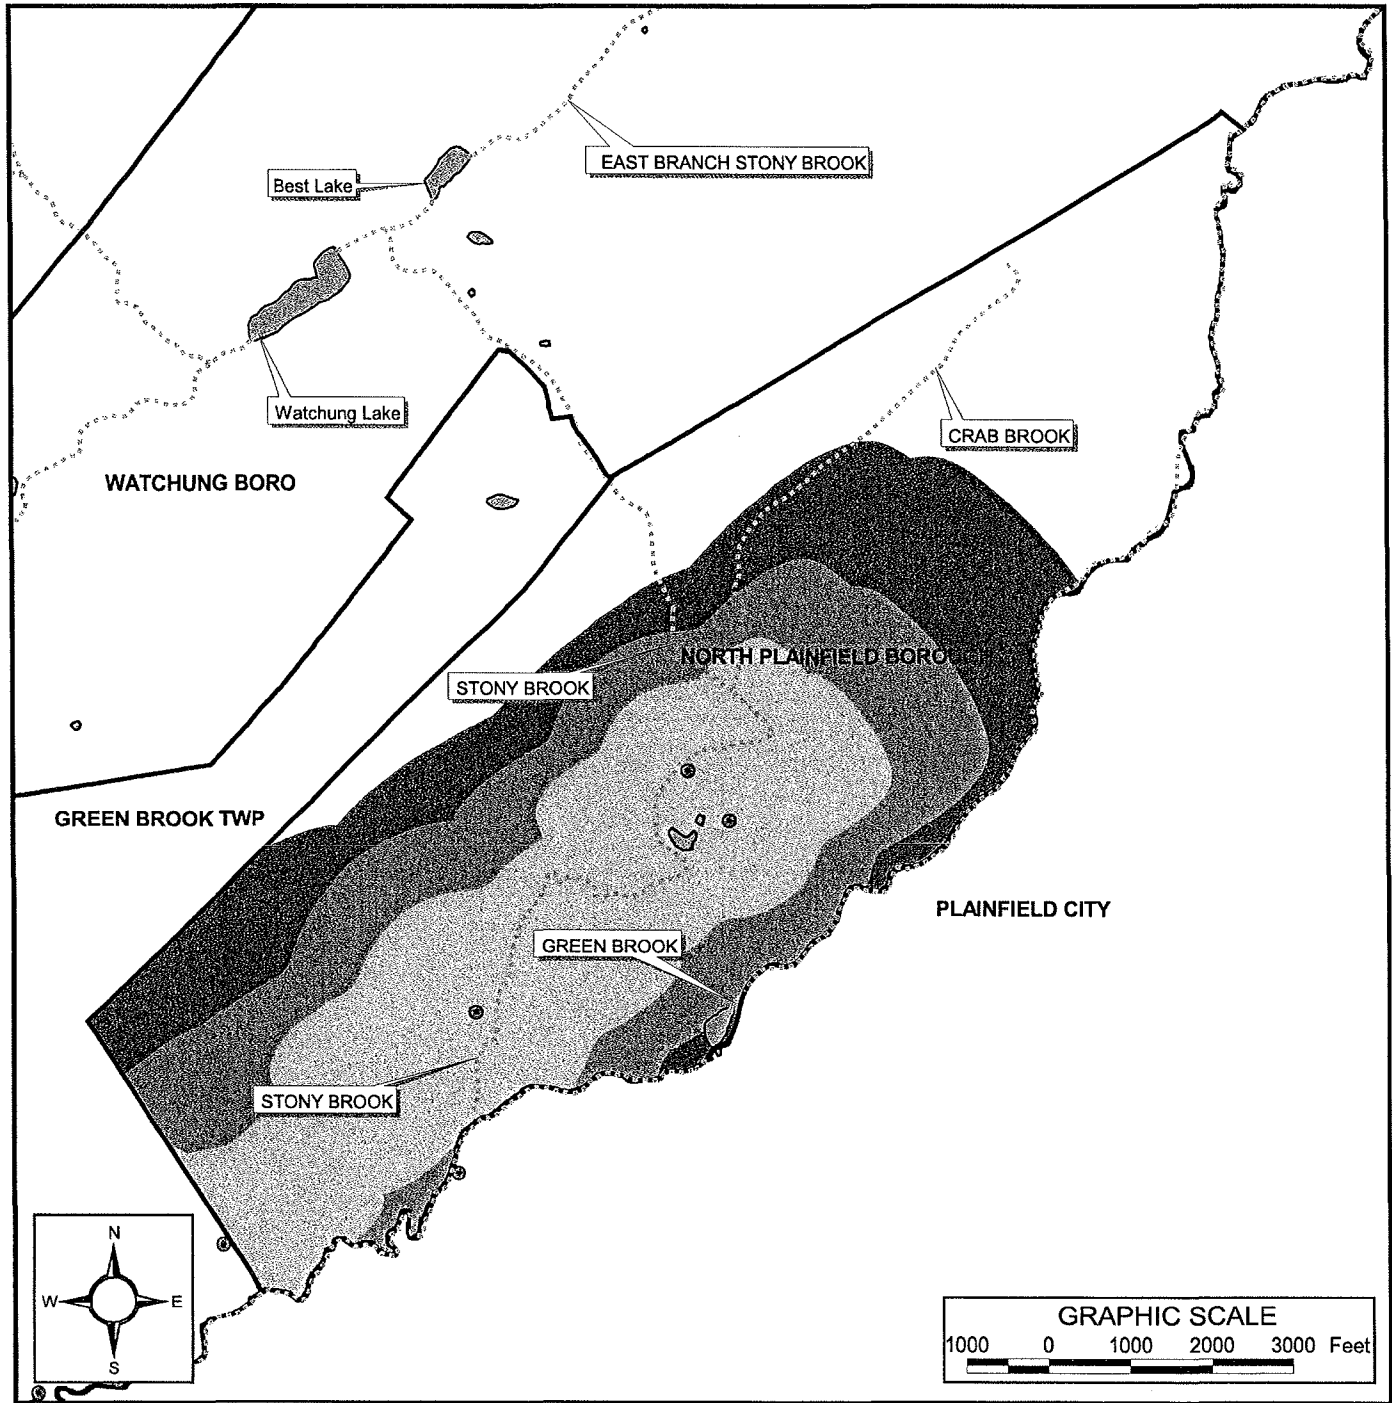 EAST BRANCH STONY BROOK
Best Lake
Watchung Lake
CRAB BROOK
WATCHUNG BORO
NORTH PLAINFIELD BOROUGH
STONY BROOK
GREEN BROOK TWP
PLAINFIELD CITY
GREEN BROOK
STONY BROOK
N
W E
S
GRAPHIC SCALE
1000 0 1000 2000 3000 Feet